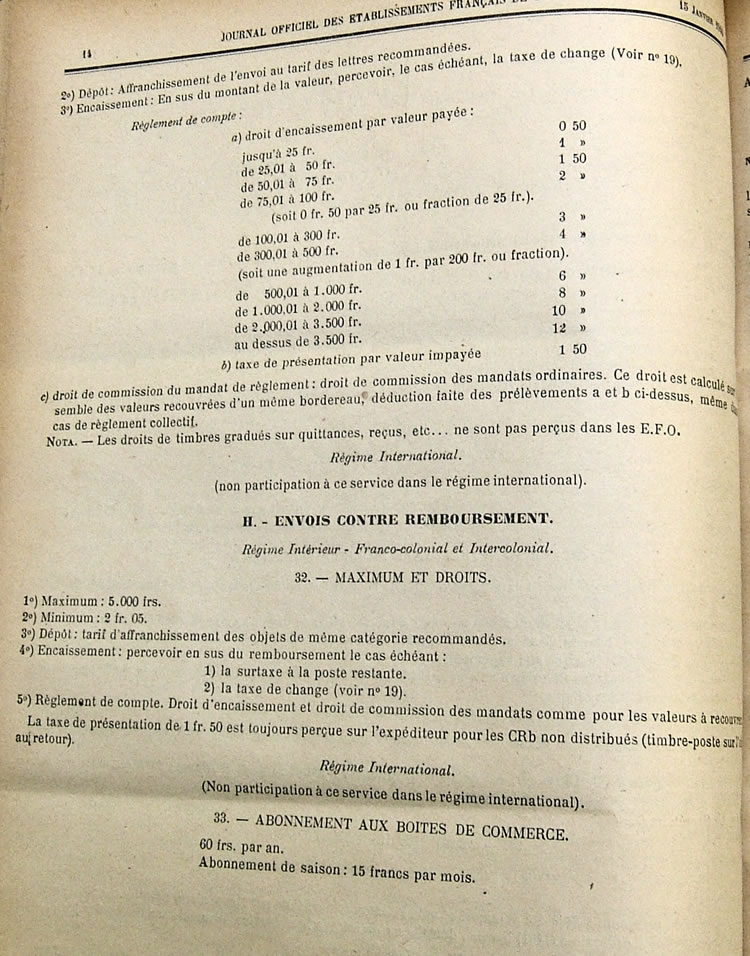 14
JOURNAL OFFICIEL DES ETABLISSEMENTS FRANÇAIS DE
15 JANVIER
2º) Dépôt : Affranchissement de l'envoi au tarif des lettres recommandées.
3º) Encaissement : En sus du montant de la valeur, percevoir, le cas échéant, la taxe de change (Voir nº 19).
Règlement de compte :
a) droit d'encaissement par valeur payée :
jusqu'à 25 fr. 0 50
de 25,01 à 50 fr. 1 »
de 50,01 à 75 fr. 1 50
de 75,01 à 100 fr. 2 »
(soit 0 fr. 50 par 25 fr. ou fraction de 25 fr.).
de 100,01 à 300 fr. 3 »
de 300,01 à 500 fr. 4 »
(soit une augmentation de 1 fr. par 200 fr. ou fraction).
de 500,01 à 1.000 fr. 6 »
de 1.000,01 à 2.000 fr. 8 »
de 2.000,01 à 3.500 fr. 10 »
au dessus de 3.500 fr. 12 »
b) taxe de présentation par valeur impayée 1 50
c) droit de commission du mandat de règlement : droit de commission des mandats ordinaires. Ce droit est calculé sur
semble des valeurs recouvrées d'un même bordereau, déduction faite des prélèvements a et b ci-dessus, même
cas de règlement collectif.
NOTA. — Les droits de timbres gradués sur quittances, reçus, etc... ne sont pas perçus dans les E.F.O.
Régime International.
(non participation à ce service dans le régime international).
H. - ENVOIS CONTRE REMBOURSEMENT.
Régime Intérieur - Franco-colonial et Intercolonial.
32. — MAXIMUM ET DROITS.
1º) Maximum : 5.000 frs.
2º) Minimum : 2 fr. 05.
3º) Dépôt : tarif d'affranchissement des objets de même catégorie recommandés.
4º) Encaissement : percevoir en sus du remboursement le cas échéant :
1) la surtaxe à la poste restante.
2) la taxe de change (voir nº 19).
5º) Règlement de compte. Droit d'encaissement et droit de commission des mandats comme pour les valeurs à recouvre
La taxe de présentation de 1 fr. 50 est toujours perçue sur l'expéditeur pour les CRb non distribués (timbre-poste sur
au retour).
Régime International.
(Non participation à ce service dans le régime international).
33. — ABONNEMENT AUX BOITES DE COMMERCE.
60 frs. par an.
Abonnement de saison : 15 francs par mois.